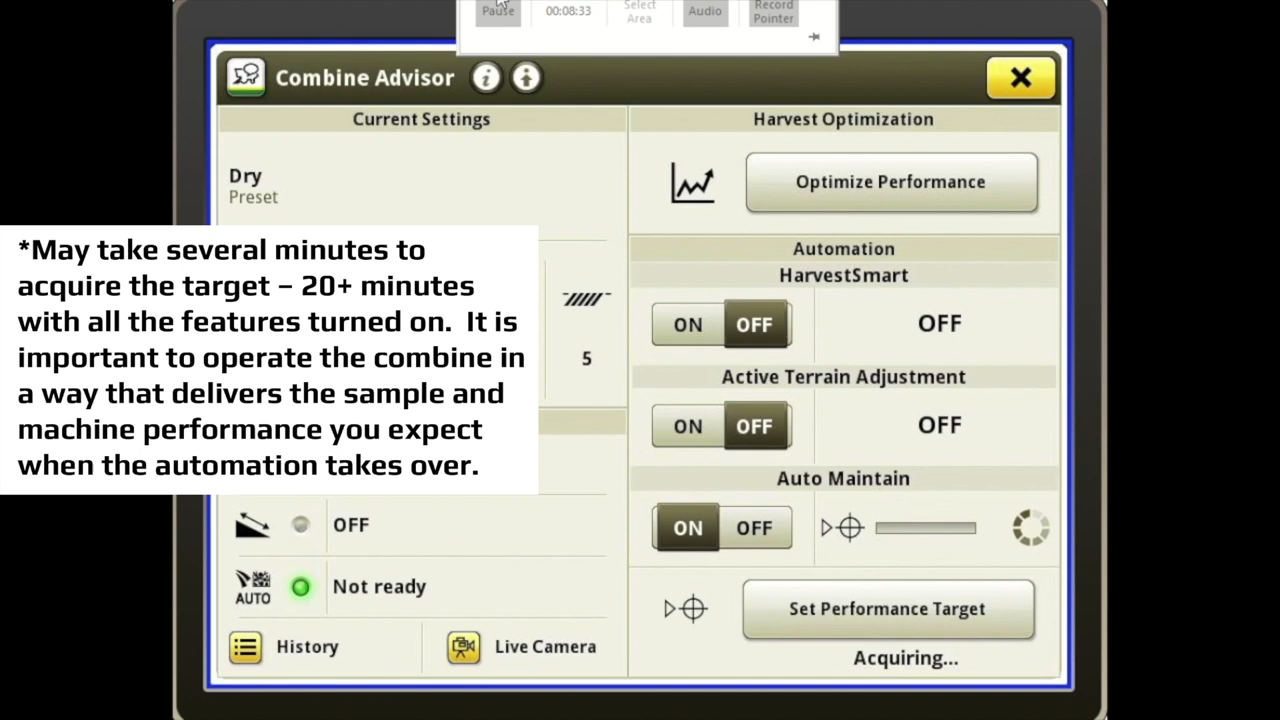 Pause
00:08:33
Select
Area
Audio
Record
Pointer
Combine Advisor
Current Settings
Dry
Preset
*May take several minutes to
acquire the target – 20+ minutes
with all the features turned on.  It is
important to operate the combine in
a way that delivers the sample and
machine performance you expect
when the automation takes over.
5
OFF
AUTO
Not ready
History
Live Camera
Harvest Optimization
Optimize Performance
Automation
HarvestSmart
ON OFF
OFF
Active Terrain Adjustment
ON OFF
OFF
Auto Maintain
ON OFF
Set Performance Target
Acquiring...